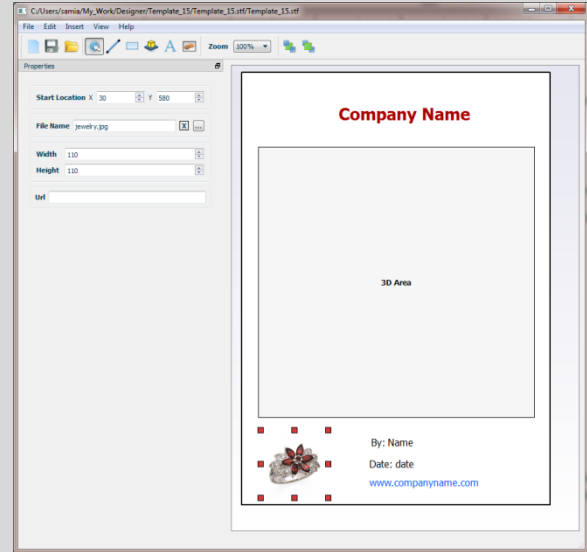 C:/Users/samia/My_Work/Designer/Template_15/Template_15.stf/Template_15.stf
File Edit Insert View Help
A Zoom 100%
Properties
Start Location X 30 Y 580
File Name jewelry.jpg X ...
Width 110
Height 110
Url
Company Name
3D Area
By: Name
Date: date
www.companyname.com